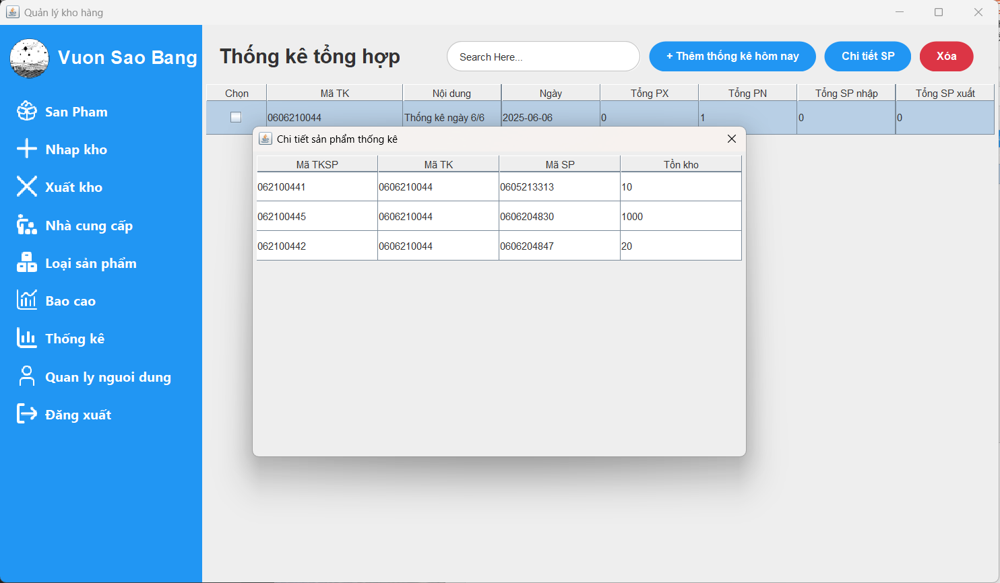 Quản lý kho hàng
Vuon Sao Bang
San Pham
Nhap kho
Xuất kho
Nhà cung cấp
Loại sản phẩm
Bao cao
Thống kê
Quan ly nguoi dung
Đăng xuất
Thống kê tổng hợp
Search Here...
+ Thêm thống kê hôm nay
Chi tiết SP
Xóa
Chọn Mã TK Nội dung Ngày Tổng PX Tổng PN Tổng SP nhập Tổng SP xuất
0606210044 Thống kê ngày 6/6 2025-06-06 0 1 0 0
Chi tiết sản phẩm thống kê
Mã TKSP Mã TK Mã SP Tồn kho
062100441 0606210044 0605213313 10
062100445 0606210044 0606204830 1000
062100442 0606210044 0606204847 20